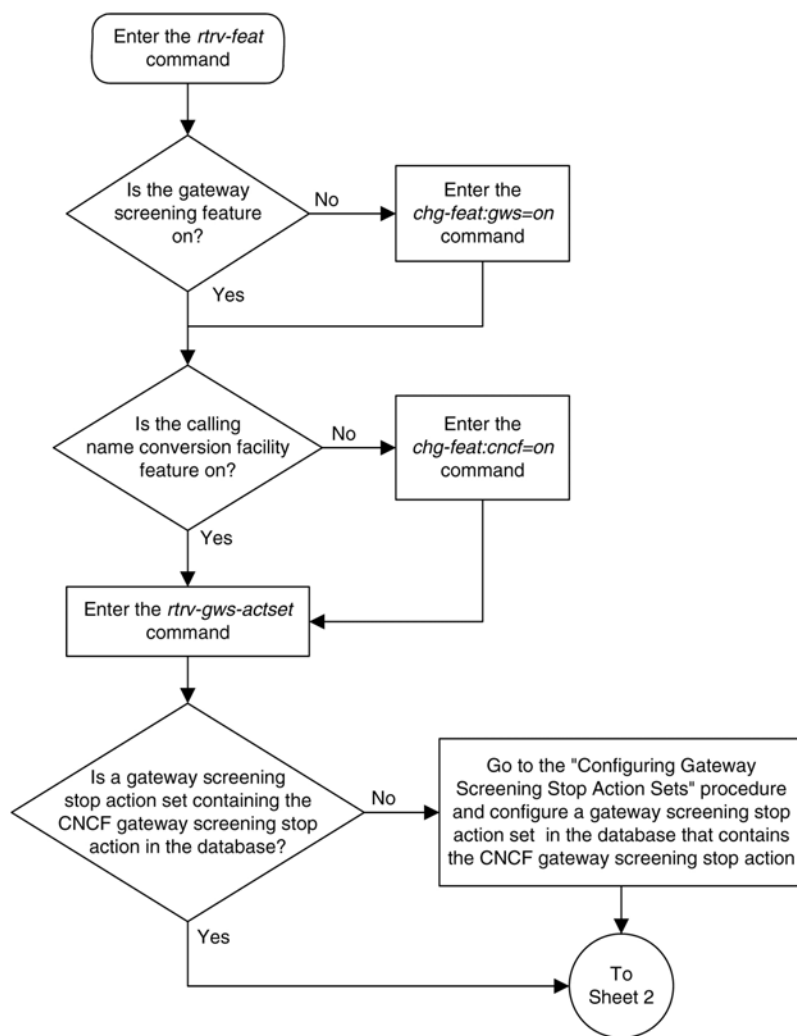 Enter the rtrv-feat
command
Is the gateway
screening feature
on?
No
Enter the
chg-feat:gws=on
command
Yes
Is the calling
name conversion facility
feature on?
No
Enter the
chg-feat:cncf=on
command
Yes
Enter the rtrv-gws-actset
command
Is a gateway screening
stop action set containing the
CNCF gateway screening stop
action in the database?
No
Go to the "Configuring Gateway
Screening Stop Action Sets" procedure
and configure a gateway screening stop
action set in the database that contains
the CNCF gateway screening stop action
Yes
To
Sheet 2